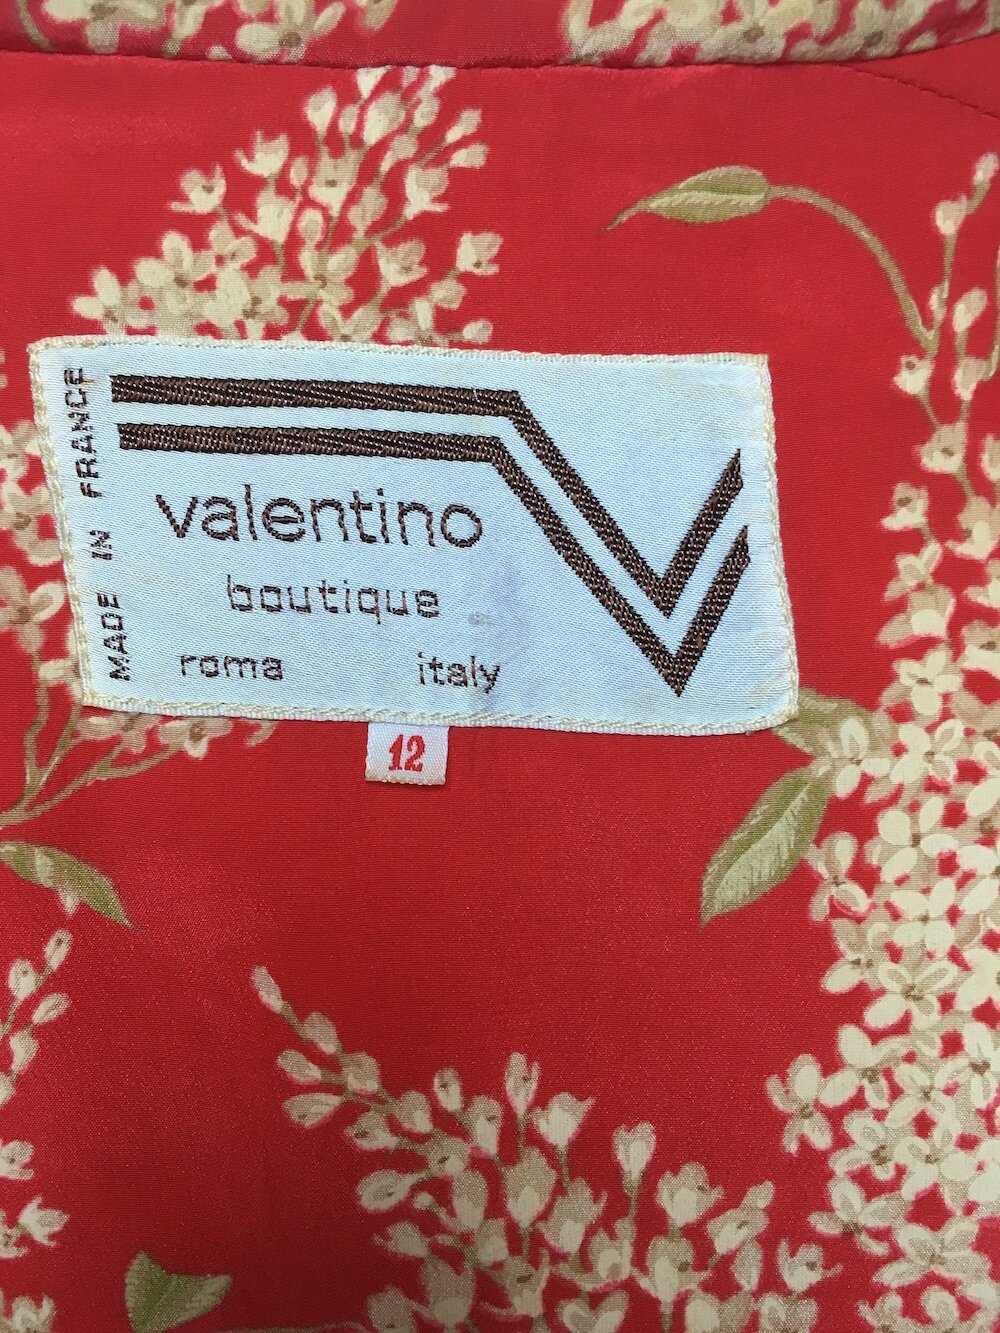 MADE IN FRANCE
valentino
boutique
roma italy
12